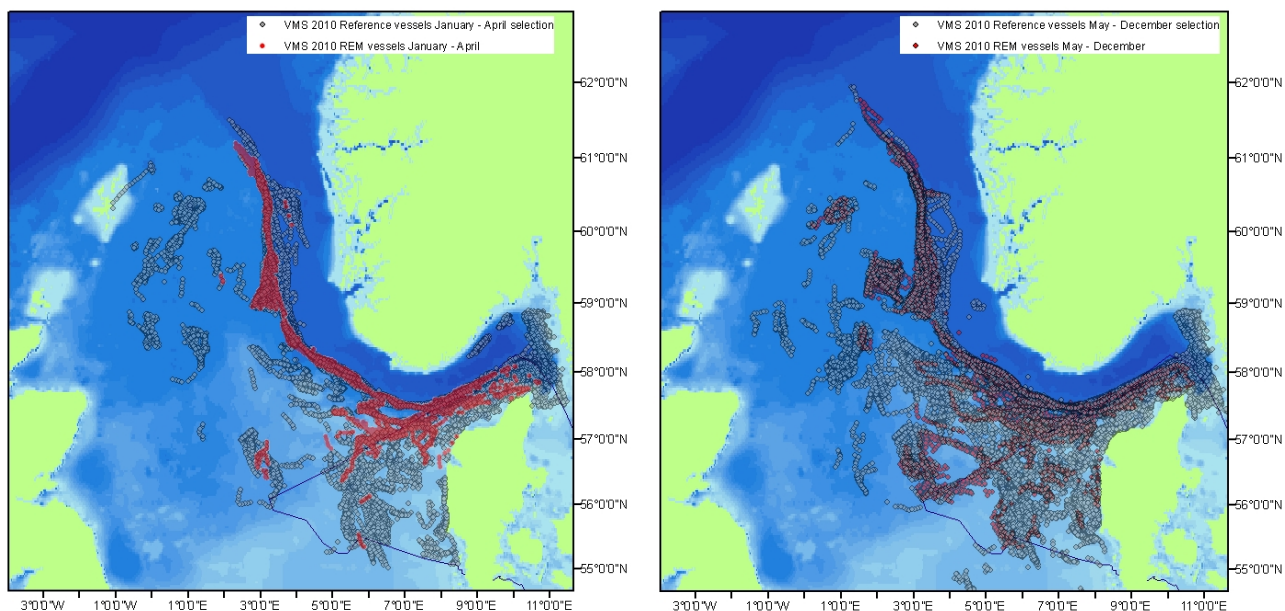 VMS 2010 Reference vessels January - April selection
VMS 2010 REM vessels January - April
62°0'0"N
61°0'0"N
60°0'0"N
59°0'0"N
58°0'0"N
57°0'0"N
56°0'0"N
55°0'0"N
3°0'0"W 1°0'0"W 1°0'0"E 3°0'0"E 5°0'0"E 7°0'0"E 9°0'0"E 11°0'0"E
VMS 2010 Reference vessels May - December selection
VMS 2010 REM vessels May - December
62°0'0"N
61°0'0"N
60°0'0"N
59°0'0"N
58°0'0"N
57°0'0"N
56°0'0"N
55°0'0"N
3°0'0"W 1°0'0"W 1°0'0"E 3°0'0"E 5°0'0"E 7°0'0"E 9°0'0"E 11°0'0"E